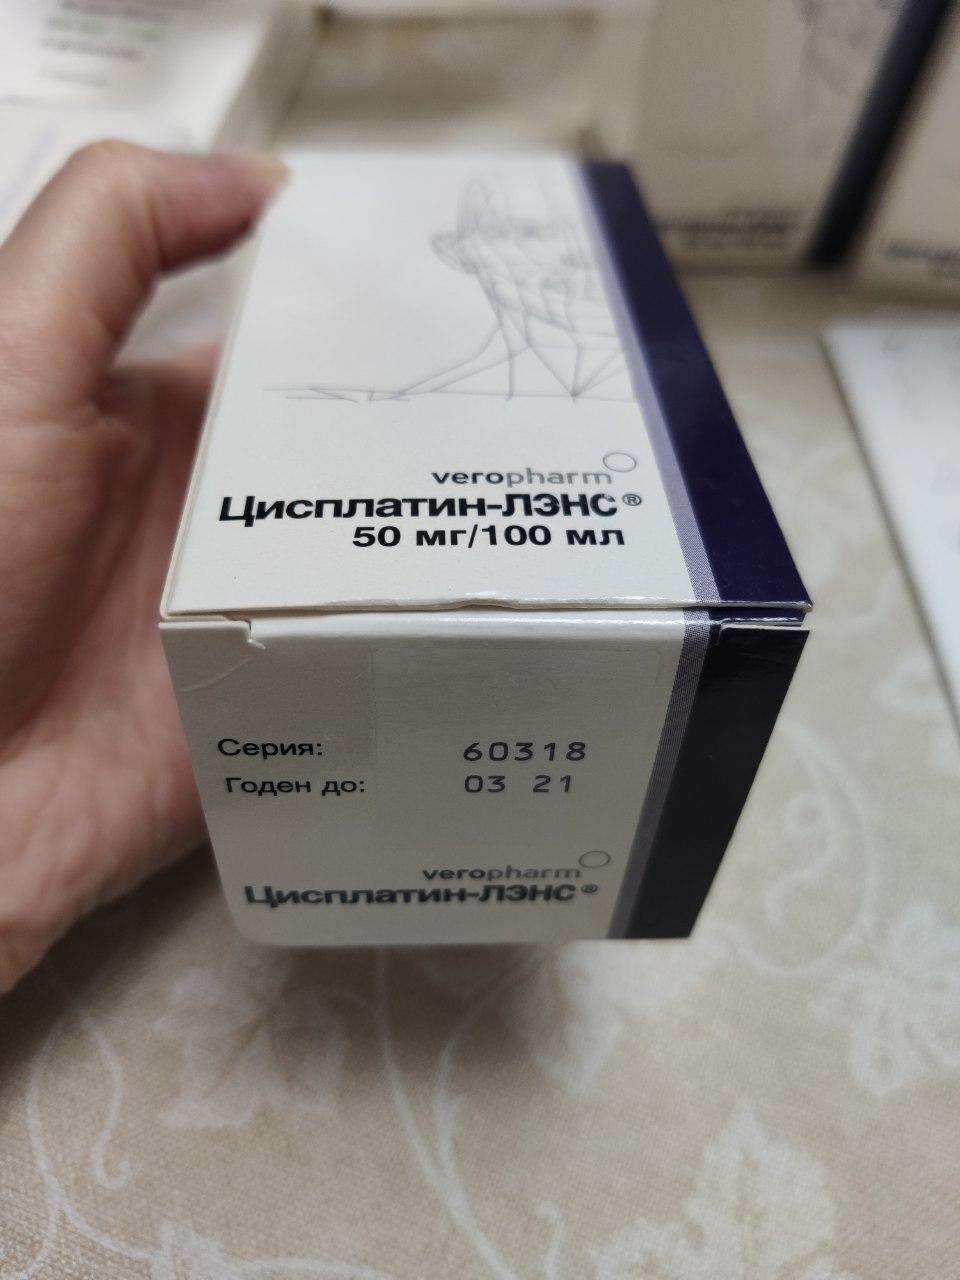 veropharm
Цисплатин-ЛЭНС®
50 мг/100 мл
Серия: 60318
Годен до: 03 21
veropharm
Цисплатин-ЛЭНС®